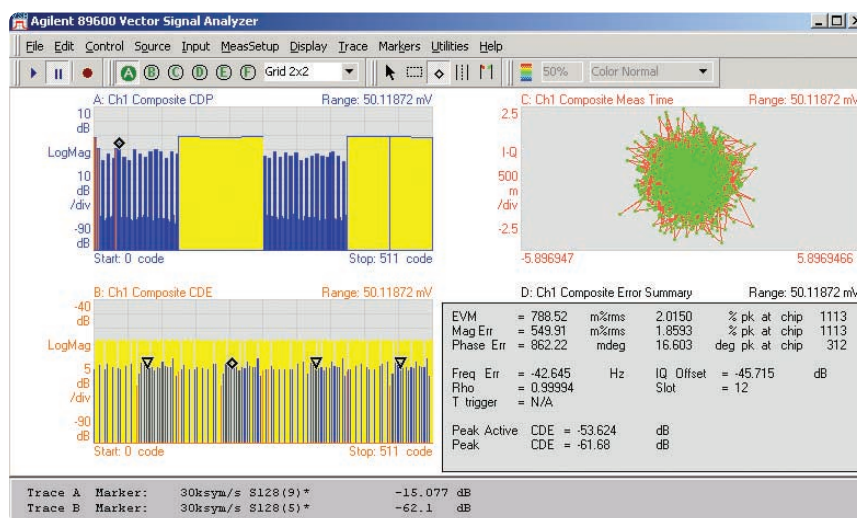 Agilent 89600 Vector Signal Analyzer
File Edit Control Source Input MeasSetup Display Trace Markers Utilities Help
A B C D E F Grid 2x2 50% Color Normal
A: Ch1 Composite CDP Range: 50.11872 mV
10
dB
LogMag
10
dB
/div
-90
dB
Start: 0 code Stop: 511 code
C: Ch1 Composite Meas Time Range: 50.11872 mV
2.5
I-Q
500
m
/div
-2.5
-5.896947 5.8969466
B: Ch1 Composite CDE Range: 50.11872 mV
-40
dB
LogMag
5
dB
/div
-90
dB
Start: 0 code Stop: 511 code
D: Ch1 Composite Error Summary Range: 50.11872 mV
EVM = 788.52 m%rms 2.0150 % pk at chip 1113
Mag Err = 549.91 m%rms 1.8593 % pk at chip 1113
Phase Err = 862.22 mdeg 16.603 deg pk at chip 312
Freq Err = -42.645 Hz IQ Offset = -45.715 dB
Rho = 0.99994 Slot = 12
T trigger = N/A
Peak Active CDE = -53.624 dB
Peak CDE = -61.68 dB
Trace A Marker: 30ksym/s S128(9)* -15.077 dB
Trace B Marker: 30ksym/s S128(5)* -62.1 dB